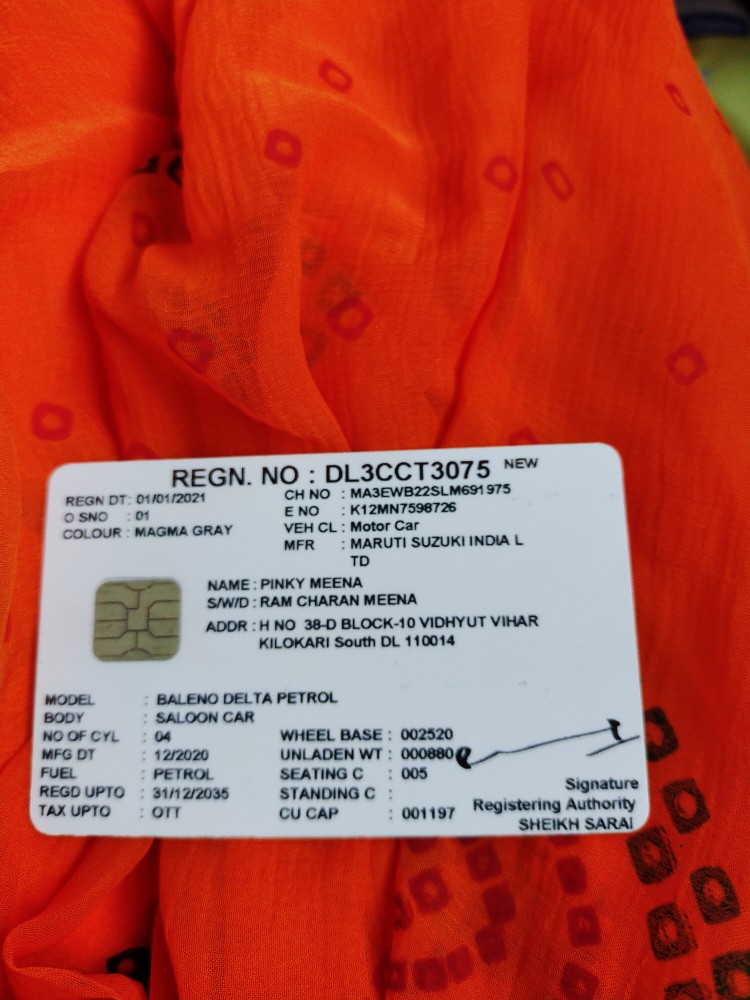 REGN. NO : DL3CCT3075 NEW
REGN DT : 01/01/2021 CH NO : MA3EWB22SLM691975
O SNO : 01 E NO : K12MN7598726
COLOUR : MAGMA GRAY VEH CL : Motor Car
MFR : MARUTI SUZUKI INDIA L
TD
NAME : PINKY MEENA
S/W/D : RAM CHARAN MEENA
ADDR : H NO 38-D BLOCK-10 VIDHYUT VIHAR
KILOKARI South DL 110014
MODEL : BALENO DELTA PETROL
BODY : SALOON CAR
NO OF CYL : 04 WHEEL BASE : 002520
MFG DT : 12/2020 UNLADEN WT : 000880
FUEL : PETROL SEATING C : 005
REGD UPTO : 31/12/2035 STANDING C :
TAX UPTO : OTT CU CAP : 001197
Signature
Registering Authority
SHEIKH SARAI